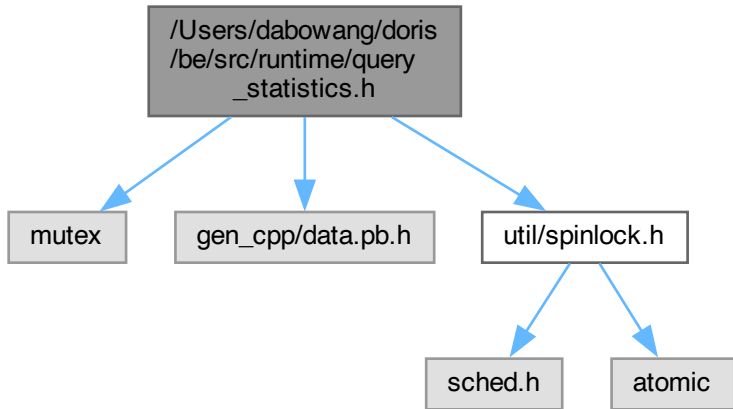 /Users/dabowang/doris
/be/src/runtime/query
_statistics.h
mutex
gen_cpp/data.pb.h
util/spinlock.h
sched.h
atomic